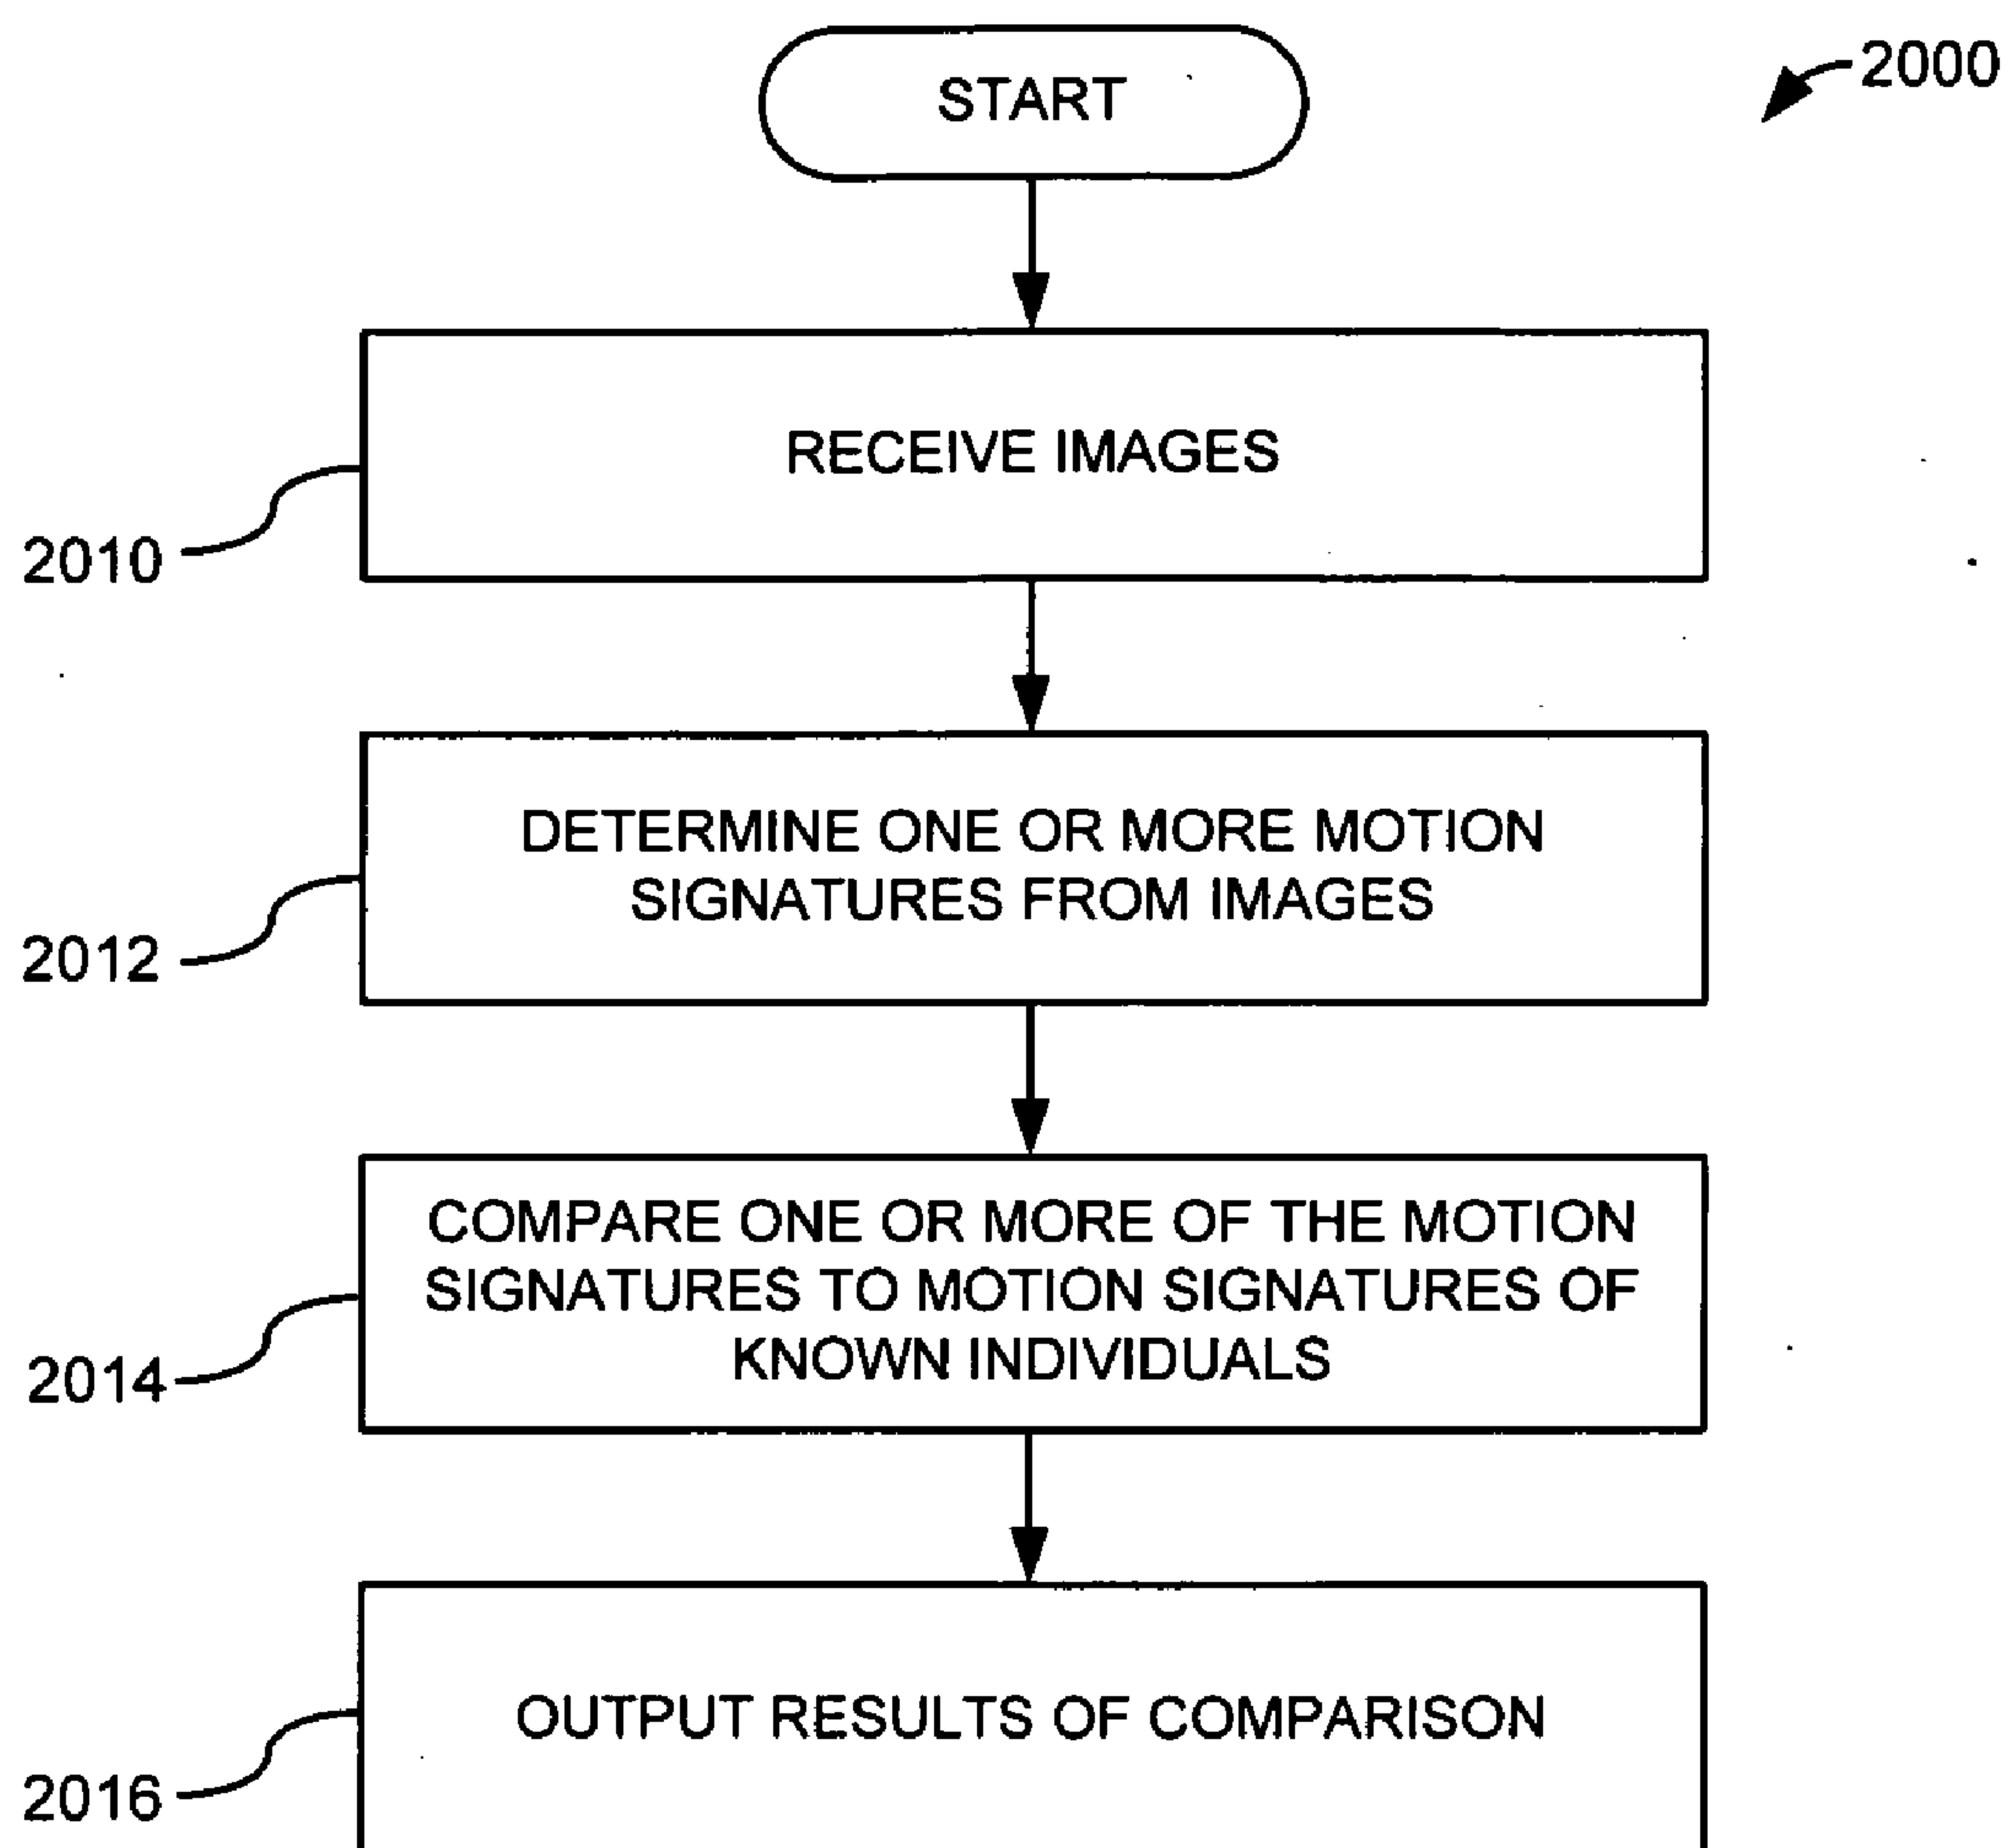 START
2000
RECEIVE IMAGES
2010
DETERMINE ONE OR MORE MOTION
SIGNATURES FROM IMAGES
2012
COMPARE ONE OR MORE OF THE MOTION
SIGNATURES TO MOTION SIGNATURES OF
KNOWN INDIVIDUALS
2014
OUTPUT RESULTS OF COMPARISON
2016